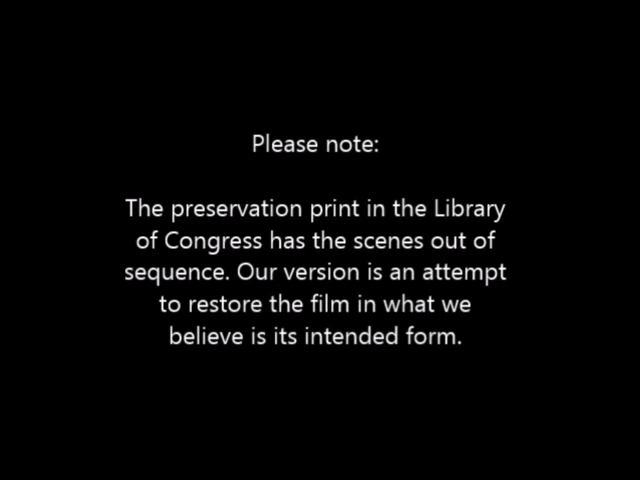 Please note:
The preservation print in the Library
of Congress has the scenes out of
sequence. Our version is an attempt
to restore the film in what we
believe is its intended form.